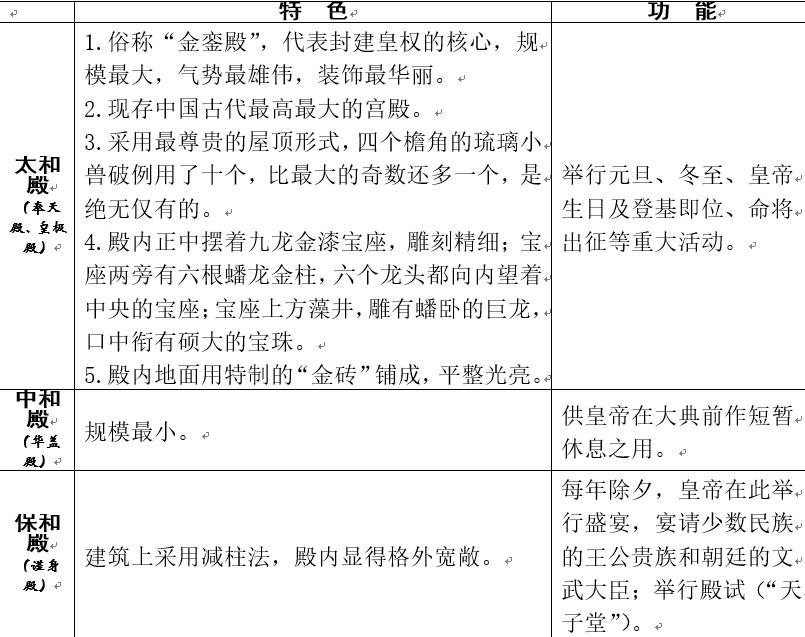 特 色
功 能
太和
殿
(奉天
殿、皇极
殿)
1.俗称“金銮殿”，代表封建皇权的核心，规
模最大，气势最雄伟，装饰最华丽。
2.现存中国古代最高最大的宫殿。
3.采用最尊贵的屋顶形式，四个檐角的琉璃小
兽破例用了十个，比最大的奇数还多一个，是
绝无仅有的。
4.殿内正中摆着九龙金漆宝座，雕刻精细；宝
座两旁有六根蟠龙金柱，六个龙头都向内望着
中央的宝座；宝座上方藻井，雕有蟠卧的巨龙，
口中衔有硕大的宝珠。
5.殿内地面用特制的“金砖”铺成，平整光亮。
举行元旦、冬至、皇帝
生日及登基即位、命将
出征等重大活动。
中和
殿
(华盖
殿)
规模最小。
供皇帝在大典前作短暂
休息之用。
保和
殿
(谨身
殿)
建筑上采用减柱法，殿内显得格外宽敞。
每年除夕，皇帝在此举
行盛宴，宴请少数民族
的王公贵族和朝廷的文
武大臣；举行殿试（“天
子堂”）。